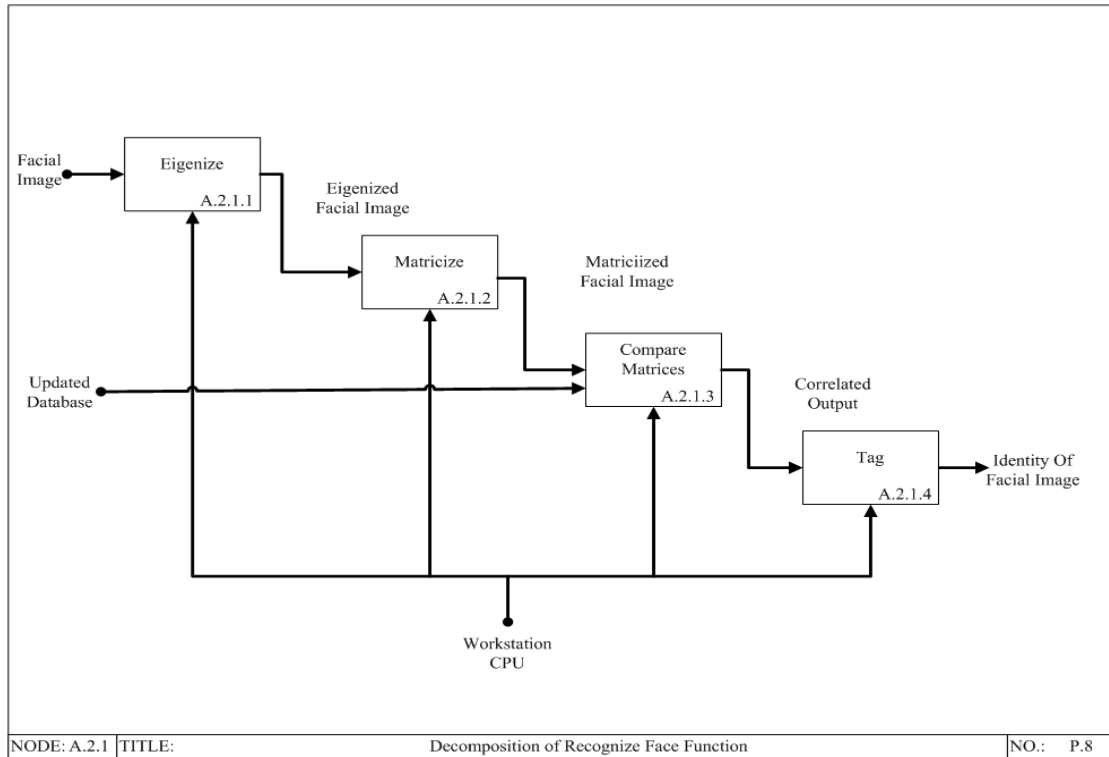 Facial
Image
Eigenize
A.2.1.1
Eigenized
Facial Image
Matricize
A.2.1.2
Matriciized
Facial Image
Updated
Database
Compare
Matrices
A.2.1.3
Correlated
Output
Tag
A.2.1.4
Identity Of
Facial Image
Workstation
CPU
NODE: A.2.1 TITLE: Decomposition of Recognize Face Function NO.: P.8